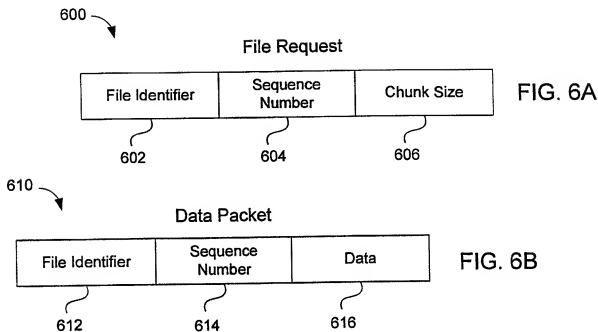 600
File Request
File Identifier
Sequence
Number
Chunk Size
FIG. 6A
602
604
606
610
Data Packet
File Identifier
Sequence
Number
Data
FIG. 6B
612
614
616